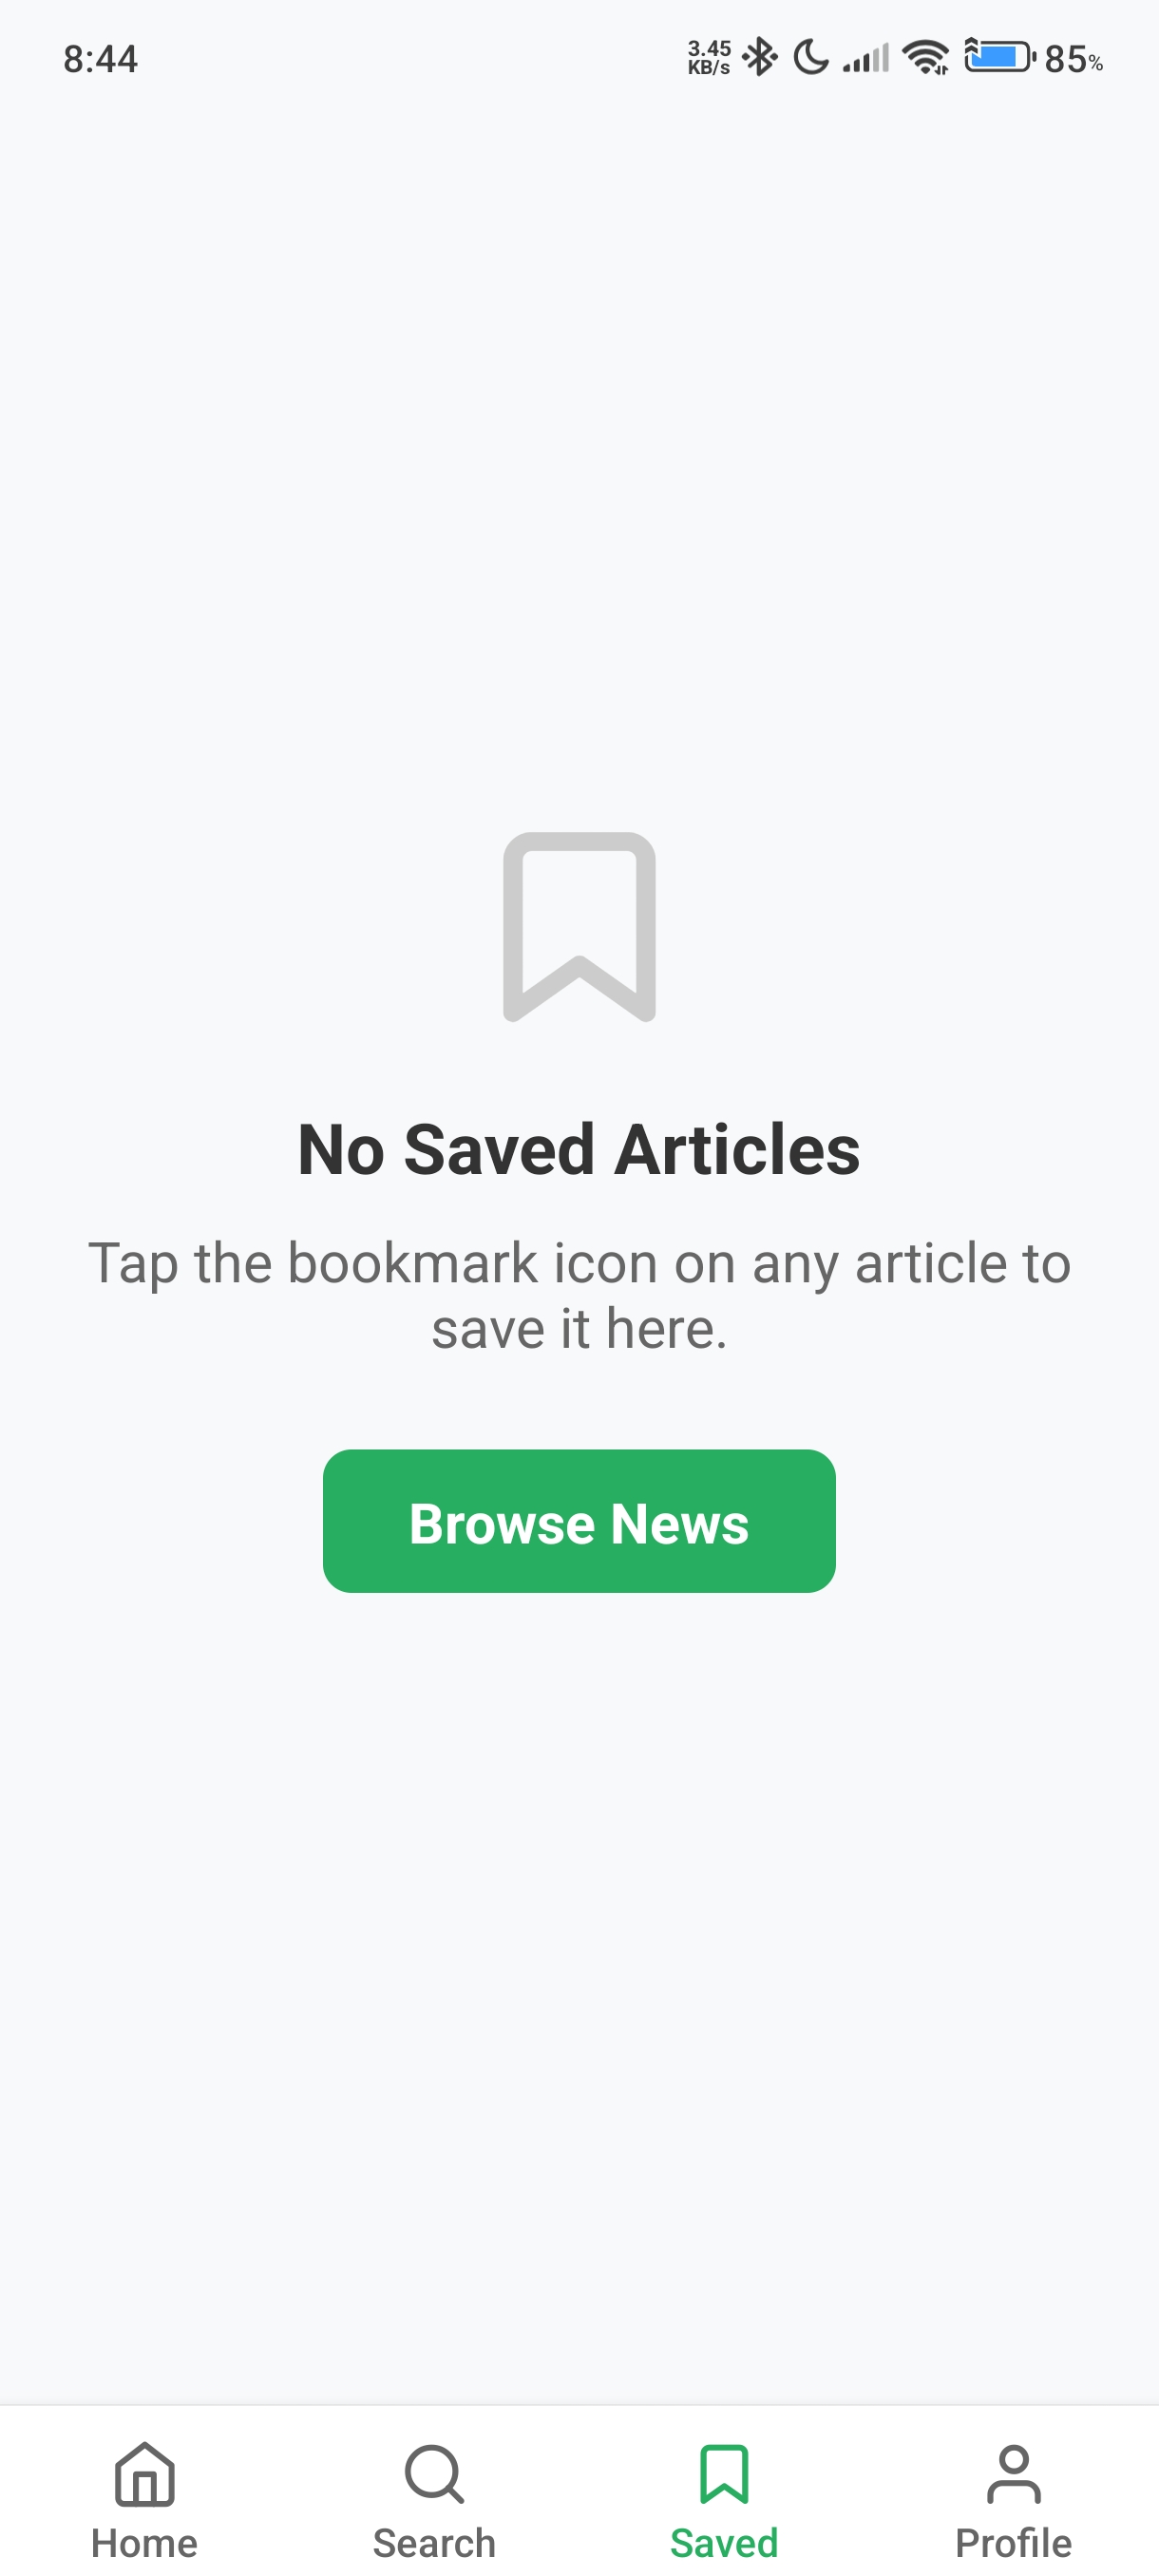 8:44
3.45
KB/s
85%
No Saved Articles
Tap the bookmark icon on any article to
save it here.
Browse News
Home
Search
Saved
Profile